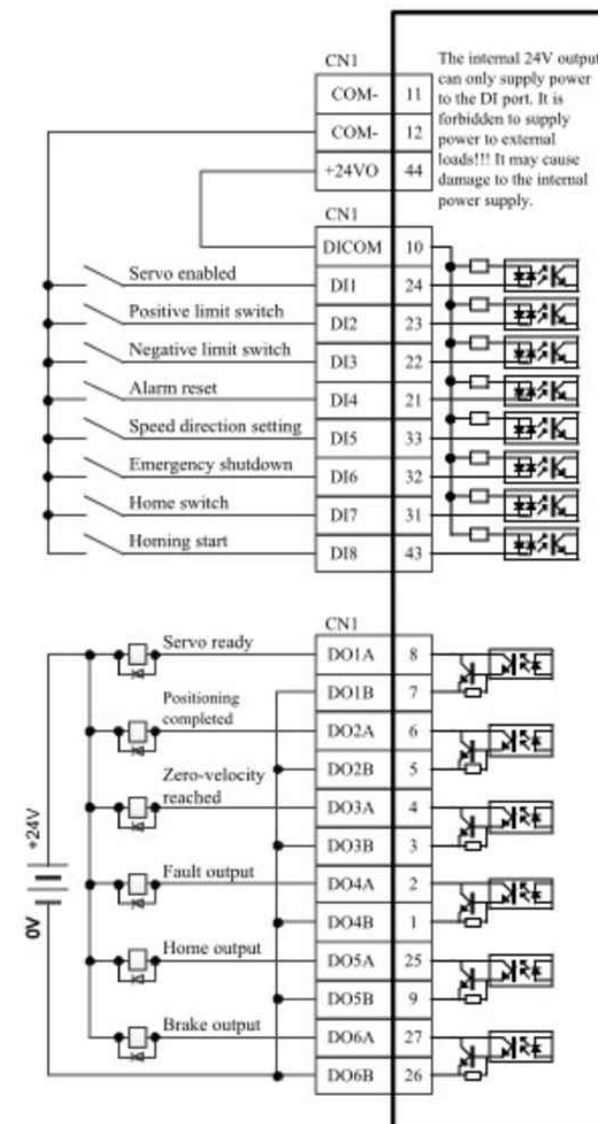 CN1
The internal 24V output
can only supply power
to the DI port. It is
forbidden to supply
power to external
loads!!! It may cause
damage to the internal
power supply.
COM- 11
COM- 12
+24VO 44
CN1
DICOM 10
Servo enabled DI1 24
Positive limit switch DI2 23
Negative limit switch DI3 22
Alarm reset DI4 21
Speed direction setting DI5 33
Emergency shutdown DI6 32
Home switch DI7 31
Homing start DI8 43
CN1
Servo ready DO1A 8
DO1B 7
Positioning
completed DO2A 6
DO2B 5
Zero-velocity
reached DO3A 4
DO3B 3
Fault output DO4A 2
DO4B 1
Home output DO5A 25
DO5B 9
Brake output DO6A 27
DO6B 26
+24V
0V